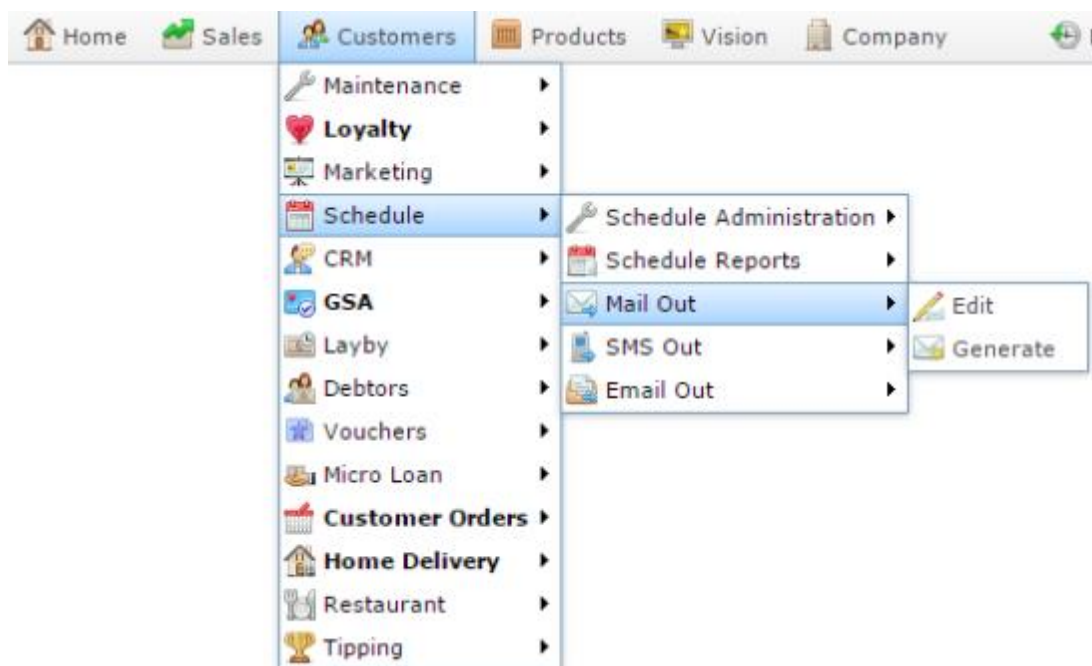 Home Sales Customers Products Vision Company
Maintenance
Loyalty
Marketing
Schedule Schedule Administration
CRM Schedule Reports
GSA Mail Out Edit
Layby SMS Out Generate
Debtors Email Out
Vouchers
Micro Loan
Customer Orders
Home Delivery
Restaurant
Tipping